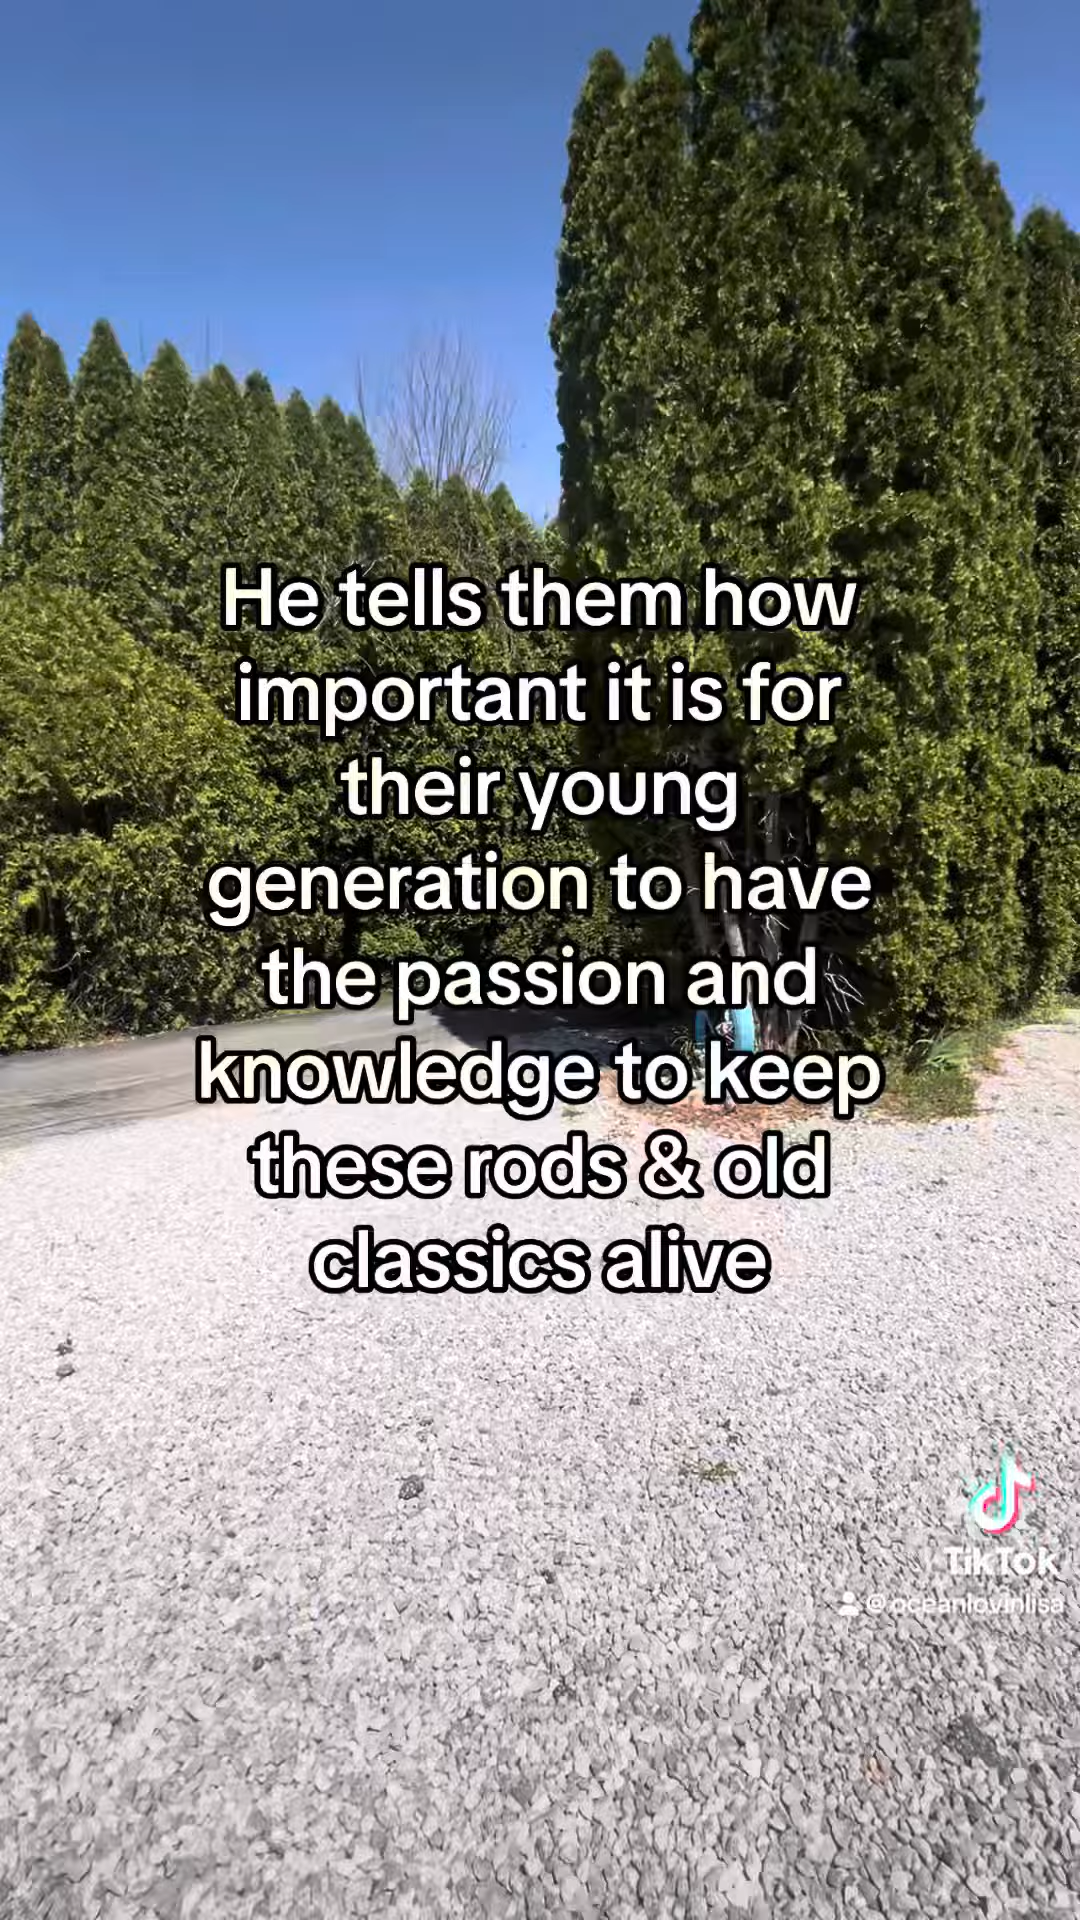 He tells them how
important it is for
their young
generation to have
the passion and
knowledge to keep
these rods & old
classics alive
TikTok
@oceanlovinlisa